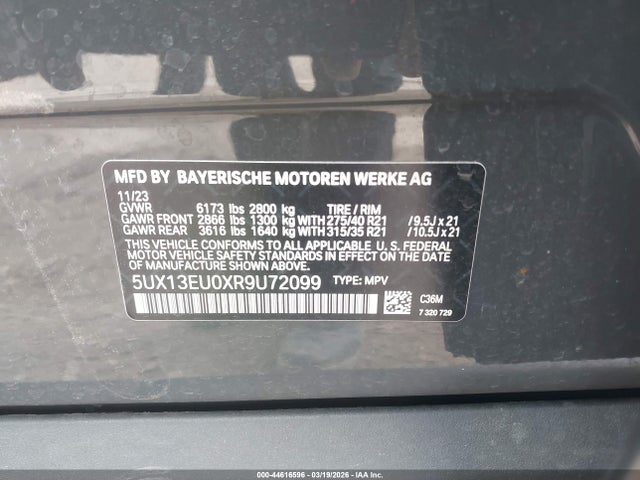 MFD BY BAYERISCHE MOTOREN WERKE AG
11/23
GVWR 6173 lbs 2800 kg TIRE / RIM
GAWR FRONT 2866 lbs 1300 kg WITH 275/40 R21 /9.5J x 21
GAWR REAR 3616 lbs 1640 kg WITH 315/35 R21 /10.5J x 21
THIS VEHICLE CONFORMS TO ALL APPLICABLE U. S. FEDERAL
MOTOR VEHICLE SAFETY STANDARDS IN EFFECT ON THE DATE
OF MANUFACTURE SHOWN ABOVE.
5UX13EU0XR9U72099 TYPE: MPV
C36M
7 320 729
000-44616596 - 03/19/2026 - IAA Inc.